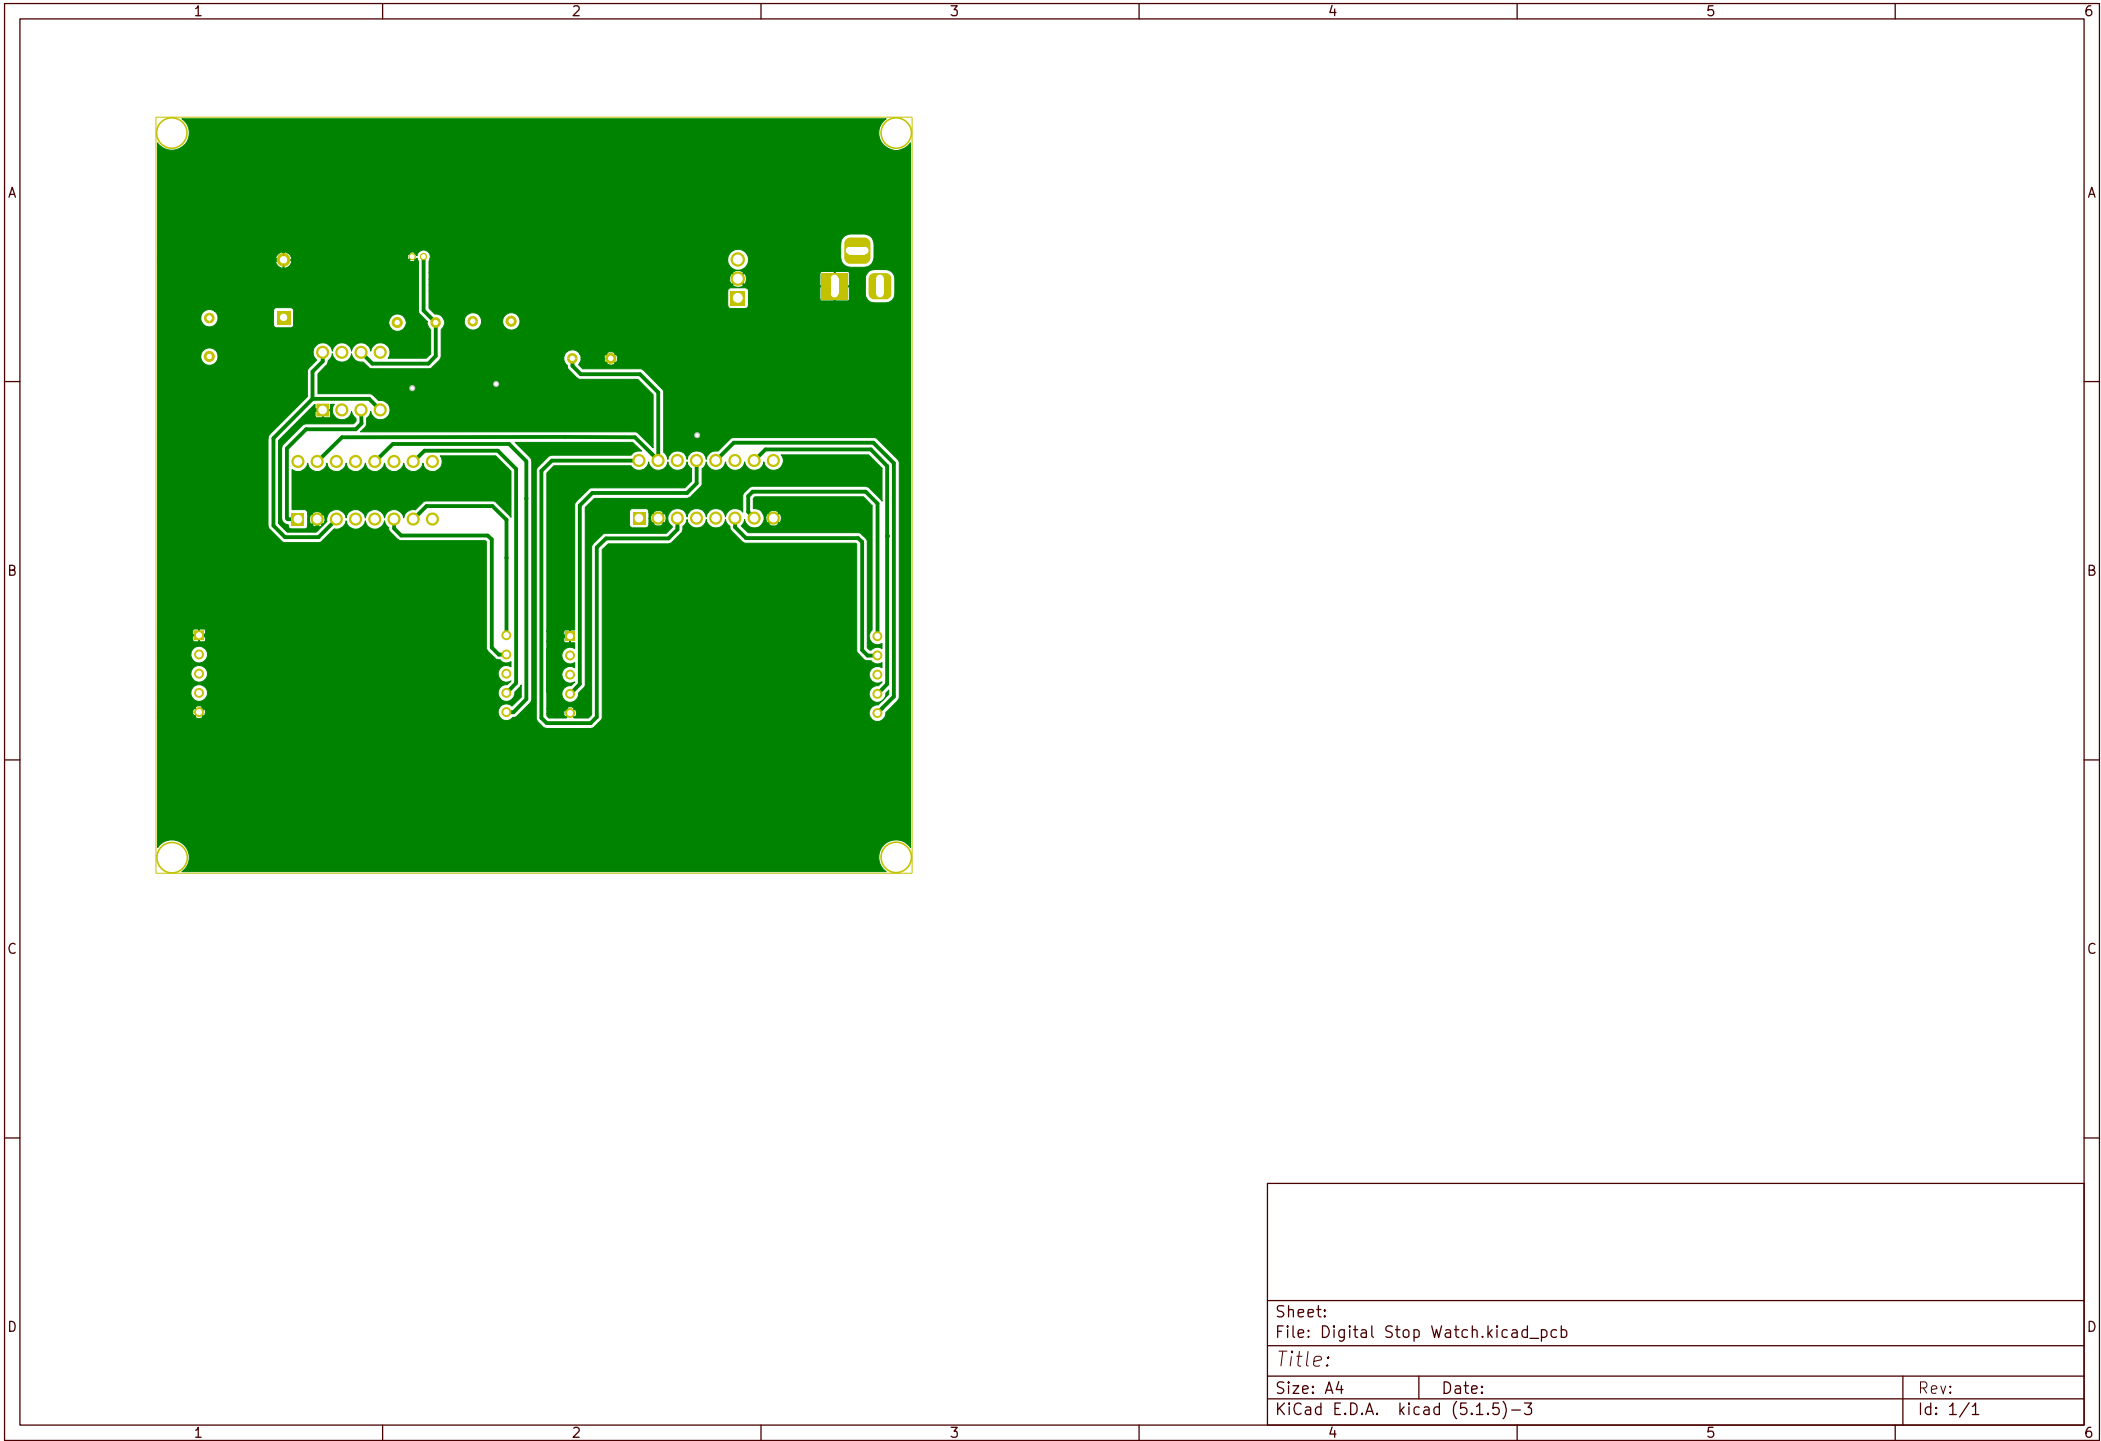 1 2 3 4 5 6
A A
B B
C C
Sheet:
File: Digital Stop Watch.kicad_pcb
D D
Title:
Size: A4 Date: Rev:
KiCad E.D.A. kicad (5.1.5)-3 Id: 1/1
1 2 3 4 5 6